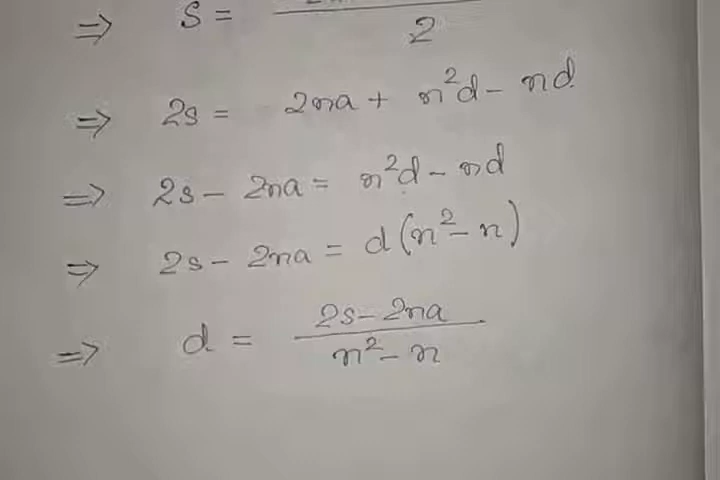 ⇒ S = 2
⇒ 2s = 2na + n²d - nd
⇒ 2s - 2na = n²d - nd
⇒ 2s - 2na = d(n² - n)
⇒ d = (2s - 2na)/(n² - n)